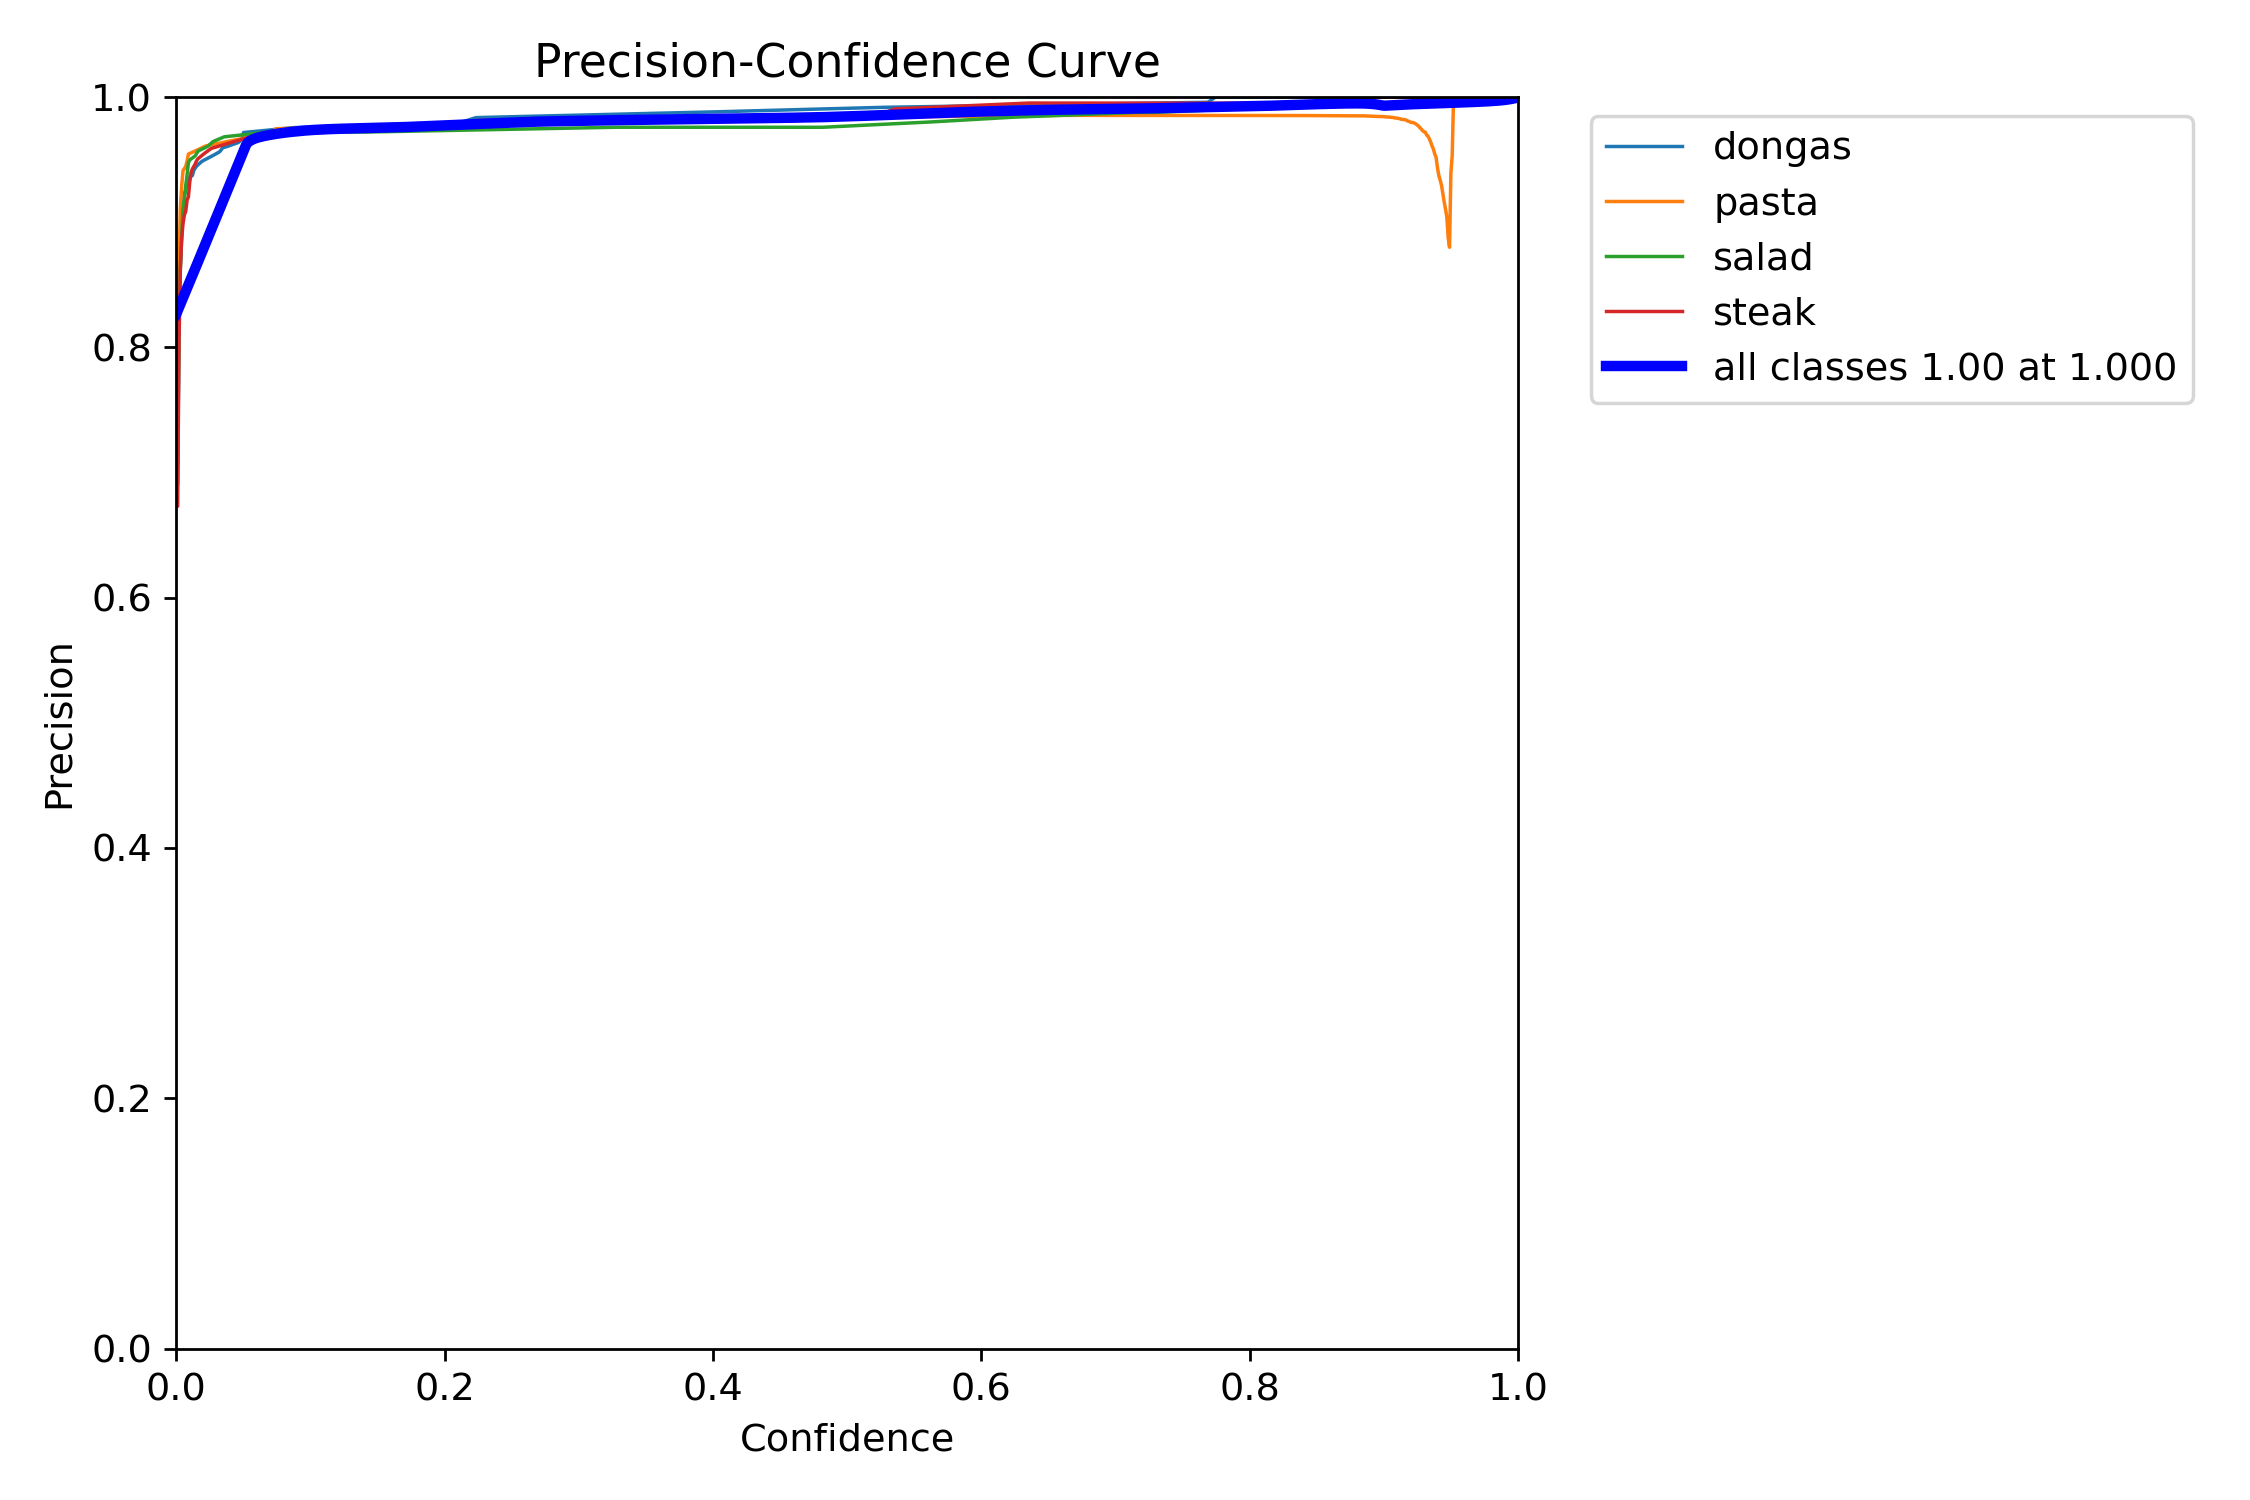 Precision-Confidence Curve
1.0
0.8
0.6
0.4
0.2
0.0
Precision
0.0 0.2 0.4 0.6 0.8 1.0
Confidence
dongas
pasta
salad
steak
all classes 1.00 at 1.000